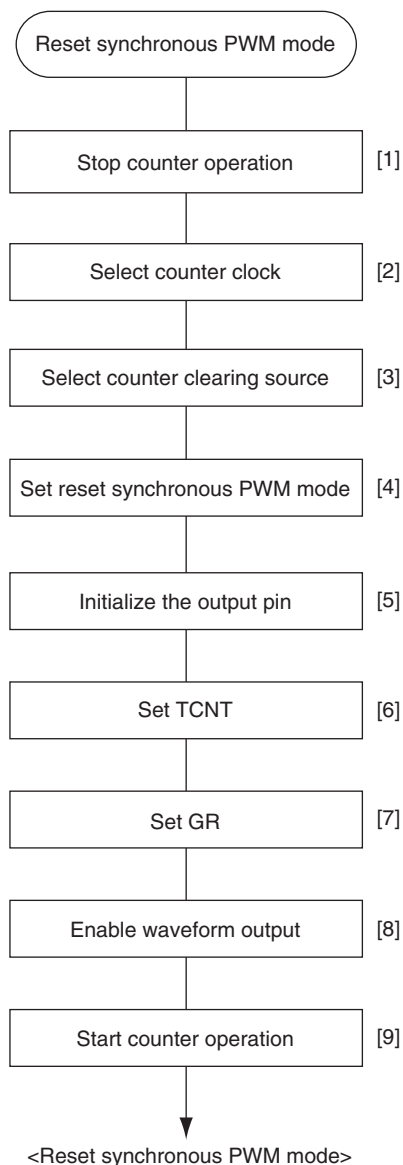 Reset synchronous PWM mode
Stop counter operation [1]
Select counter clock [2]
Select counter clearing source [3]
Set reset synchronous PWM mode [4]
Initialize the output pin [5]
Set TCNT [6]
Set GR [7]
Enable waveform output [8]
Start counter operation [9]
<Reset synchronous PWM mode>